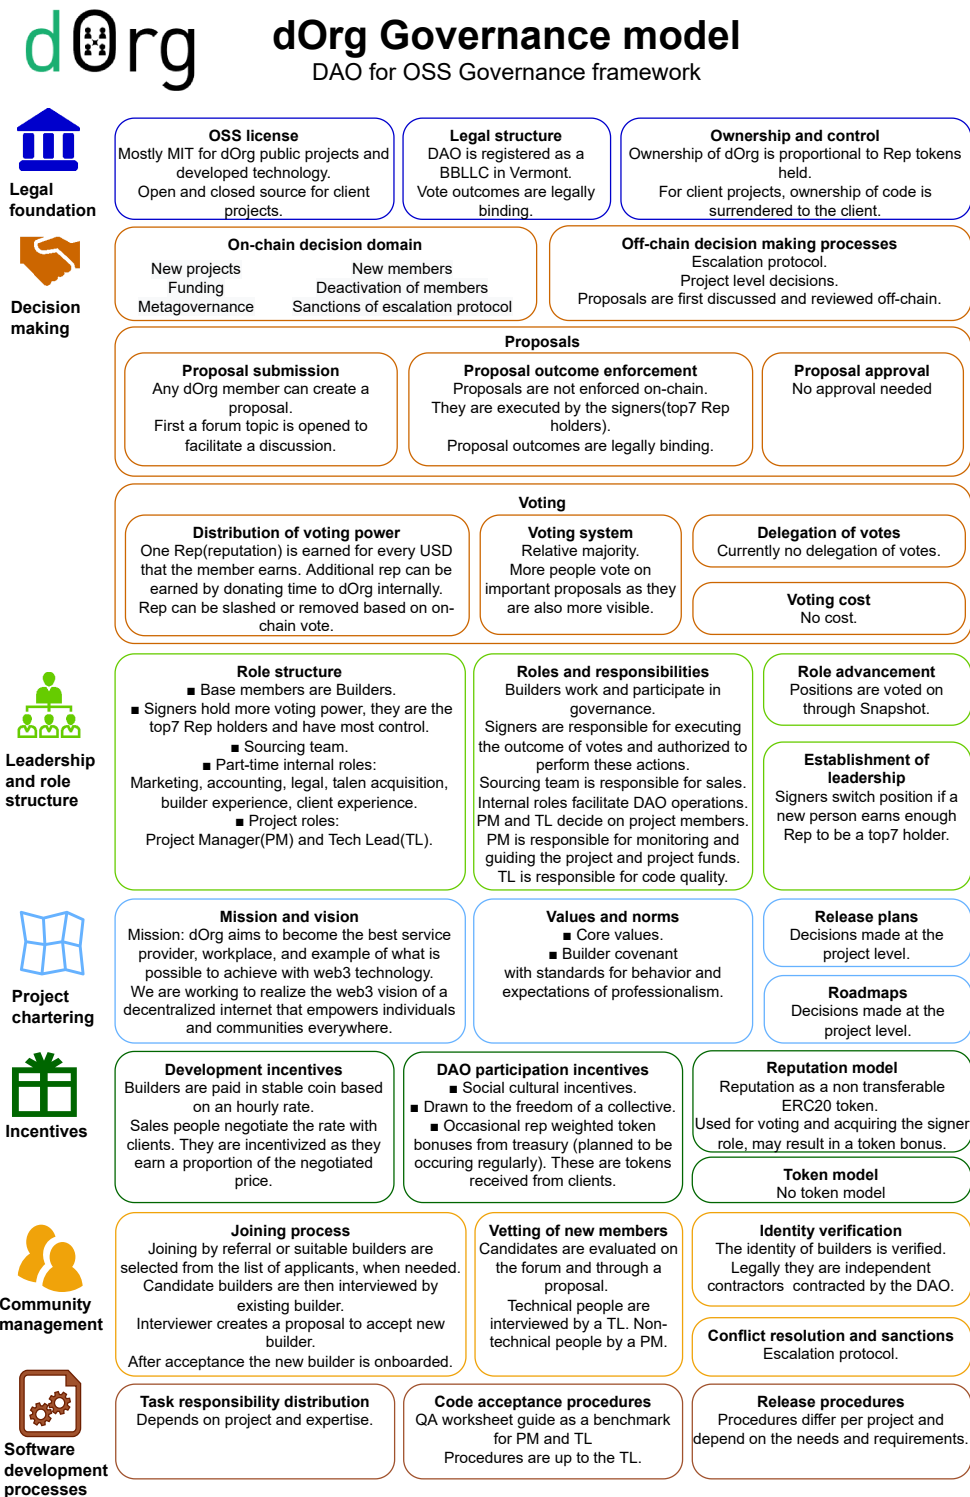 dOrg
dOrg Governance model
DAO for OSS Governance framework
Legal
foundation
OSS license
Mostly MIT for dOrg public projects and
developed technology.
Open and closed source for client
projects.
Legal structure
DAO is registered as a
BBLLC in Vermont.
Vote outcomes are legally
binding.
Ownership and control
Ownership of dOrg is proportional to Rep tokens
held.
For client projects, ownership of code is
surrendered to the client.
Decision
making
On-chain decision domain
New projects
Funding
Metagovernance
New members
Deactivation of members
Sanctions of escalation protocol
Off-chain decision making processes
Escalation protocol.
Project level decisions.
Proposals are first discussed and reviewed off-chain.
Proposals
Proposal submission
Any dOrg member can create a
proposal.
First a forum topic is opened to
facilitate a discussion.
Proposal outcome enforcement
Proposals are not enforced on-chain.
They are executed by the signers(top7 Rep
holders).
Proposal outcomes are legally binding.
Proposal approval
No approval needed
Voting
Distribution of voting power
One Rep(reputation) is earned for every USD
that the member earns. Additional rep can be
earned by donating time to dOrg internally.
Rep can be slashed or removed based on on-
chain vote.
Voting system
Relative majority.
More people vote on
important proposals as they
are also more visible.
Delegation of votes
Currently no delegation of votes.
Voting cost
No cost.
Leadership
and role
structure
Role structure
■ Base members are Builders.
■ Signers hold more voting power, they are the
top7 Rep holders and have most control.
■ Sourcing team.
■ Part-time internal roles:
Marketing, accounting, legal, talen acquisition,
builder experience, client experience.
■ Project roles:
Project Manager(PM) and Tech Lead(TL).
Roles and responsibilities
Builders work and participate in
governance.
Signers are responsible for executing
the outcome of votes and authorized to
perform these actions.
Sourcing team is responsible for sales.
Internal roles facilitate DAO operations.
PM and TL decide on project members.
PM is responsible for monitoring and
guiding the project and project funds.
TL is responsible for code quality.
Role advancement
Positions are voted on
through Snapshot.
Establishment of
leadership
Signers switch position if a
new person earns enough
Rep to be a top7 holder.
Project
chartering
Mission and vision
Mission: dOrg aims to become the best service
provider, workplace, and example of what is
possible to achieve with web3 technology.
We are working to realize the web3 vision of a
decentralized internet that empowers individuals
and communities everywhere.
Values and norms
■ Core values.
■ Builder covenant
with standards for behavior and
expectations of professionalism.
Release plans
Decisions made at the
project level.
Roadmaps
Decisions made at the
project level.
Incentives
Development incentives
Builders are paid in stable coin based
on an hourly rate.
Sales people negotiate the rate with
clients. They are incentivized as they
earn a proportion of the negotiated
price.
DAO participation incentives
■ Social cultural incentives.
■ Drawn to the freedom of a collective.
■ Occasional rep weighted token
bonuses from treasury (planned to be
occuring regularly). These are tokens
received from clients.
Reputation model
Reputation as a non transferable
ERC20 token.
Used for voting and acquiring the signer
role, may result in a token bonus.
Token model
No token model
Community
management
Joining process
Joining by referral or suitable builders are
selected from the list of applicants, when needed.
Candidate builders are then interviewed by
existing builder.
Interviewer creates a proposal to accept new
builder.
After acceptance the new builder is onboarded.
Vetting of new members
Candidates are evaluated on
the forum and through a
proposal.
Technical people are
interviewed by a TL. Non-
technical people by a PM.
Identity verification
The identity of builders is verified.
Legally they are independent
contractors contracted by the DAO.
Conflict resolution and sanctions
Escalation protocol.
Software
development
processes
Task responsibility distribution
Depends on project and expertise.
Code acceptance procedures
QA worksheet guide as a benchmark
for PM and TL
Procedures are up to the TL.
Release procedures
Procedures differ per project and
depend on the needs and requirements.